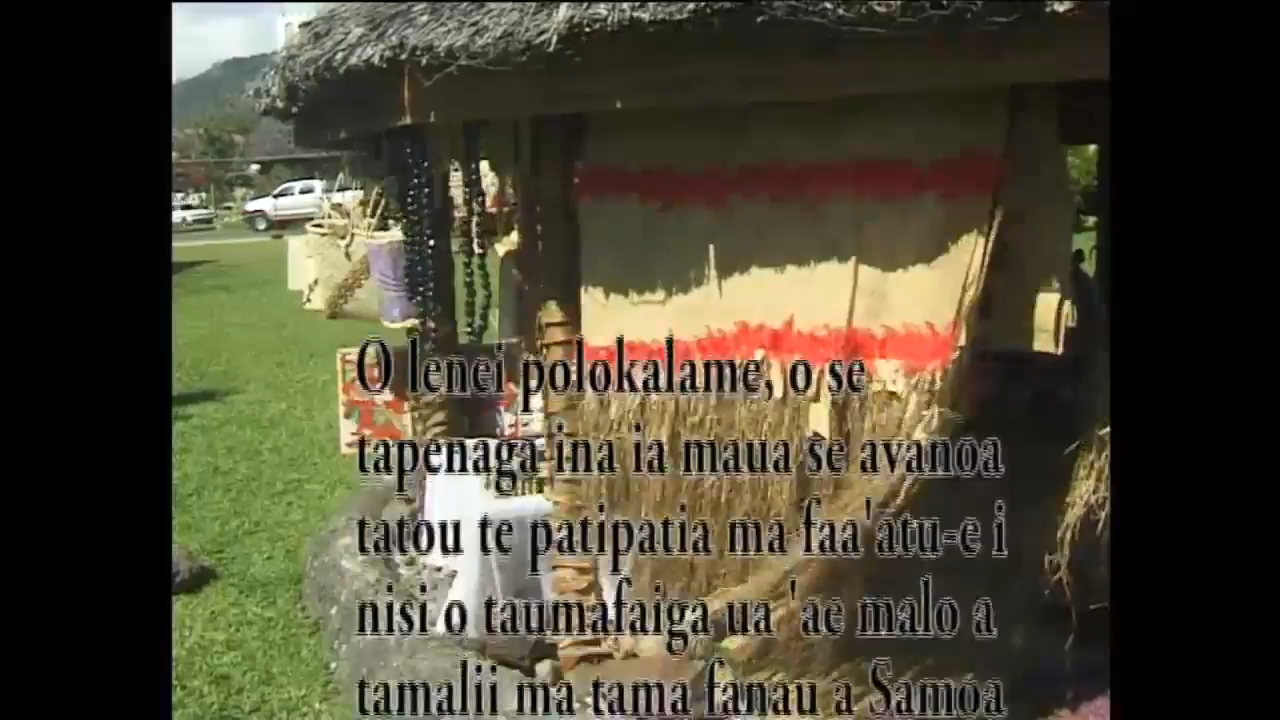 O lenei polokalame, o se
tapenaga ina ia maua se avanoa
tatou te patipatia ma faa'atu-e i
nisi o taumafaiga ua 'ae malo a
tamalii ma tama fanau a Samoa